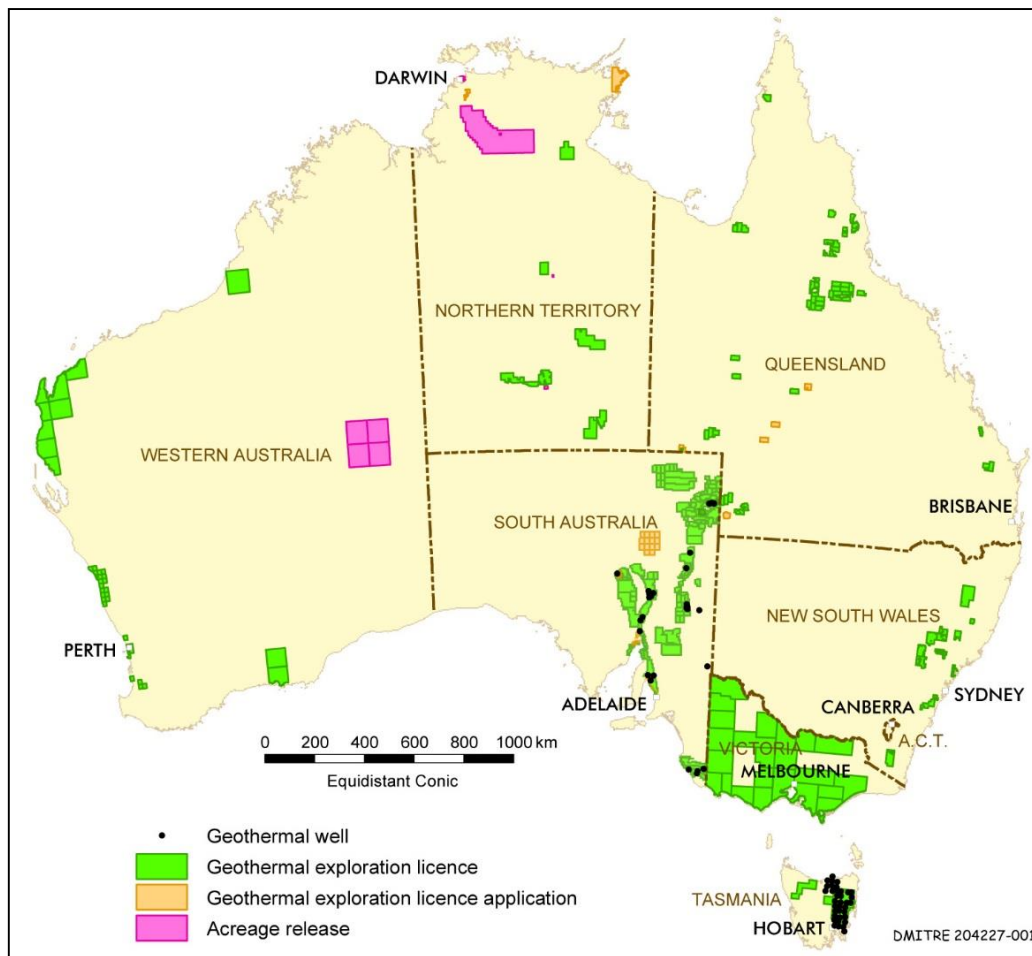 DARWIN
NORTHERN TERRITORY
QUEENSLAND
WESTERN AUSTRALIA
SOUTH AUSTRALIA
BRISBANE
NEW SOUTH WALES
PERTH
ADELAIDE
SYDNEY
CANBERRA
A.C.T.
VICTORIA
MELBOURNE
0 200 400 600 800 1000 km
Equidistant Conic
Geothermal well
Geothermal exploration licence
Geothermal exploration licence application
Acreage release
TASMANIA
HOBART
DMITRE 204227-001